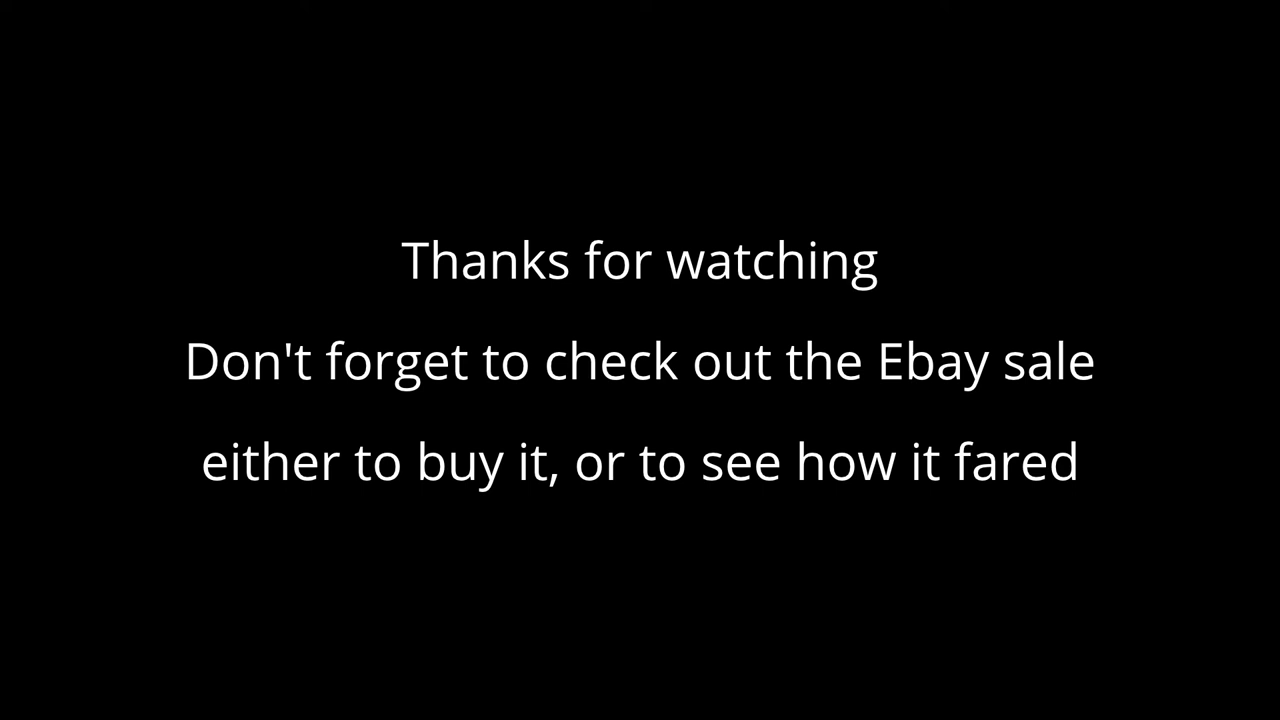 Thanks for watching
Don't forget to check out the Ebay sale
either to buy it, or to see how it fared